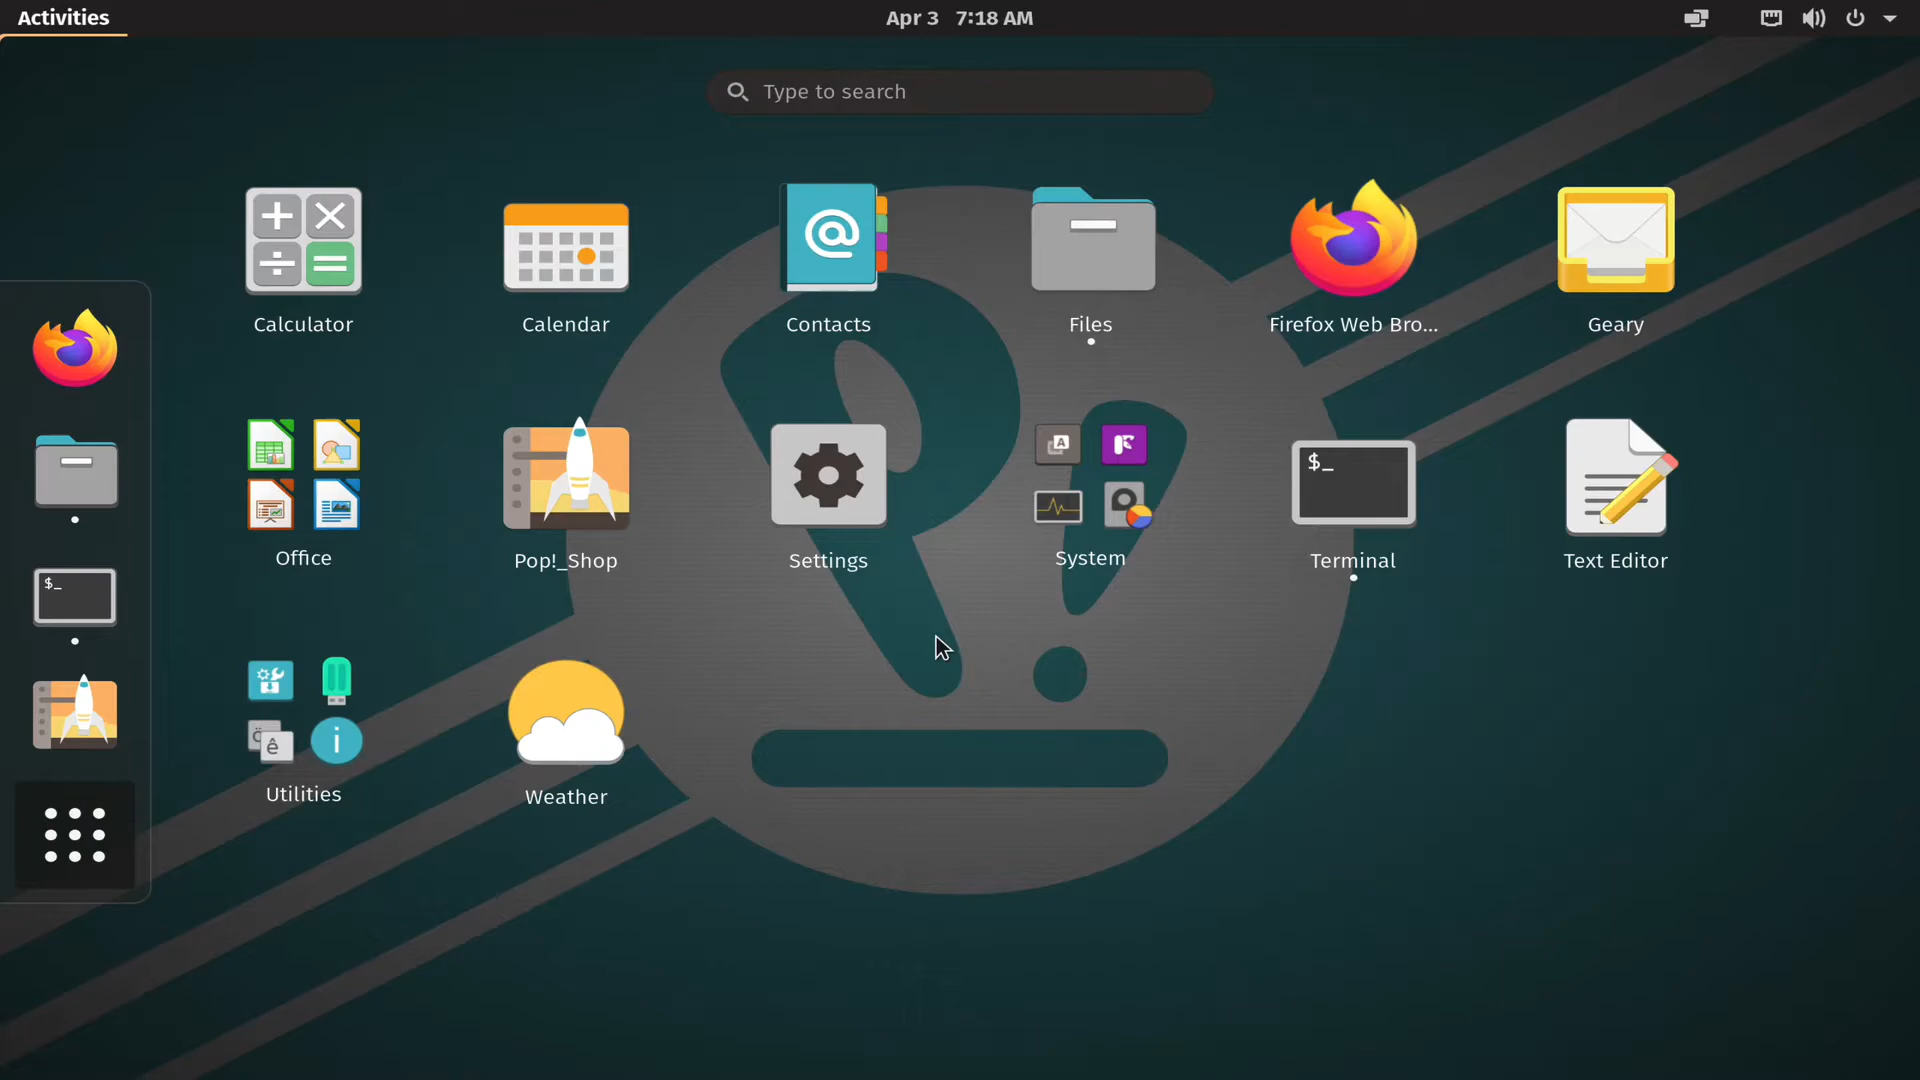 Activities
Apr 3 7:18 AM
Type to search
Calculator
Calendar
Contacts
Files
Firefox Web Bro...
Geary
$_
Office
Pop!_Shop
Settings
System
$_
Terminal
Text Editor
Utilities
Weather